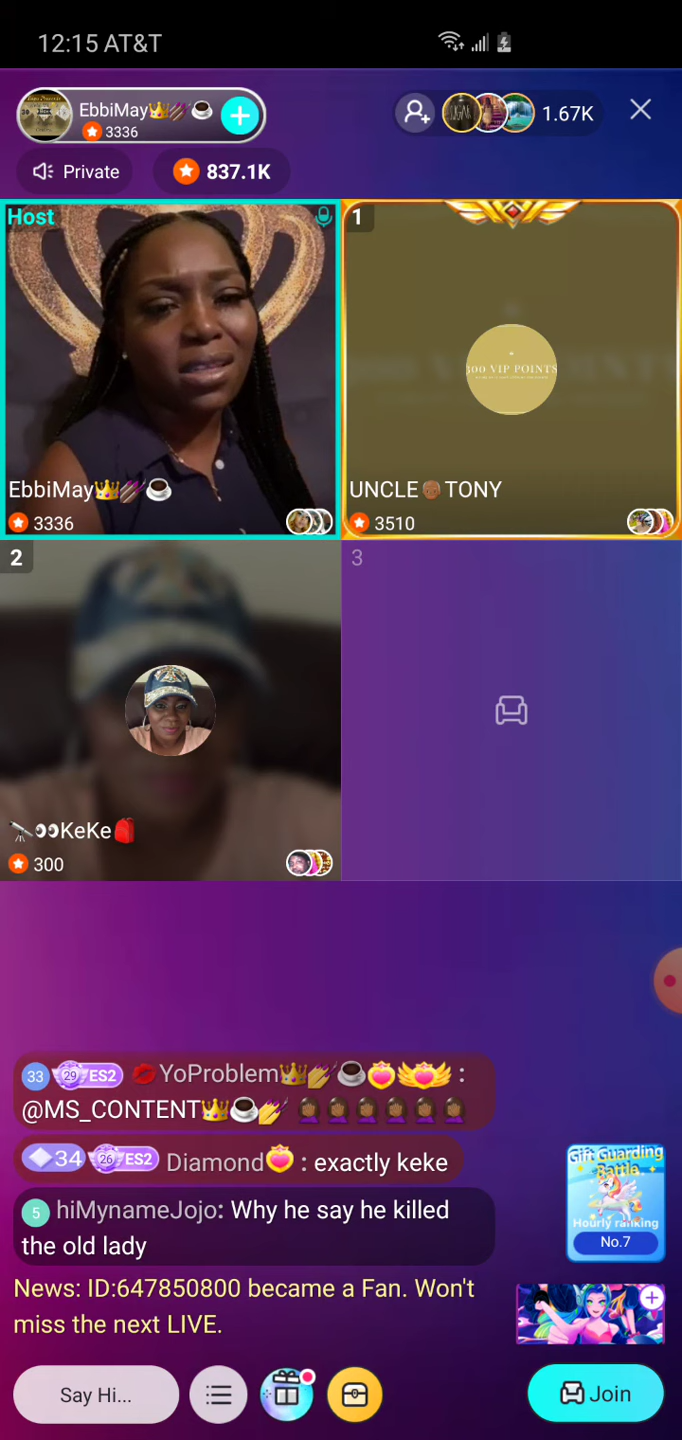 12:15 AT&T
EbbiMay👑💅🏾☕
3336
1.67K
Private
837.1K
Host
1
500 VIP POINTS
EbbiMay👑💅🏾☕
3336
UNCLE👴🏾TONY
3510
2
3
🔭👀KeKe🎒
300
33 29 ES2 💋YoProblem👑💅☕ :
@MS_CONTENT👑☕💅 🤦🏾‍♀️🤦🏾‍♀️🤦🏾‍♀️🤦🏾‍♀️🤦🏾‍♀️🤦🏾‍♀️
34 26 ES2 Diamond : exactly keke
5 hiMynameJojo: Why he say he killed
the old lady
News: ID:647850800 became a Fan. Won't
miss the next LIVE.
Gift Guarding
Battle
Hourly ranking
No.7
Say Hi...
Join